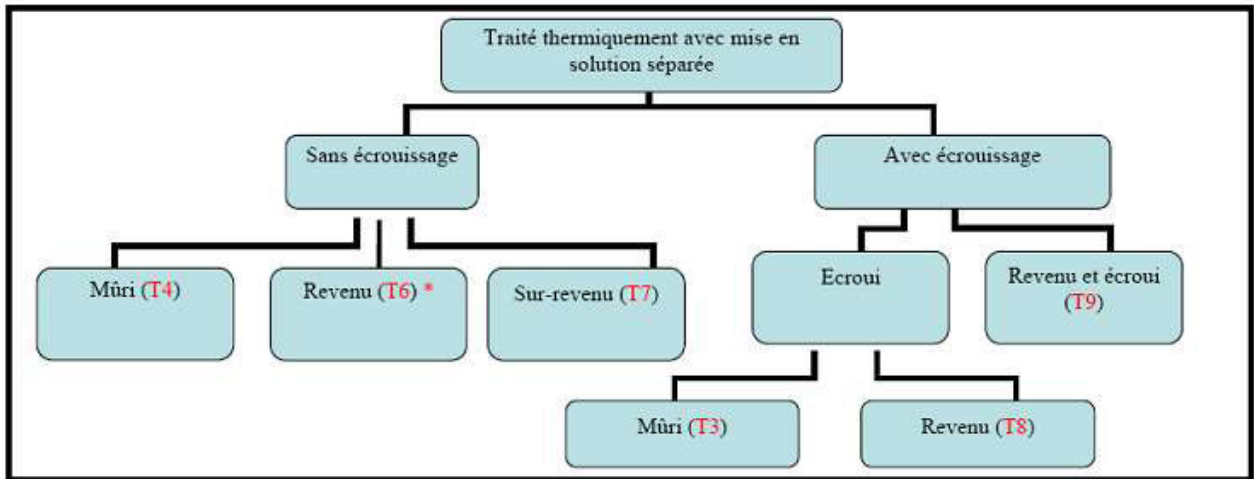 Traité thermiquement avec mise en
solution séparée
Sans écrouissage
Avec écrouissage
Mûri (T4)
Revenu (T6) *
Sur-revenu (T7)
Ecroui
Revenu et écroui
(T9)
Mûri (T3)
Revenu (T8)